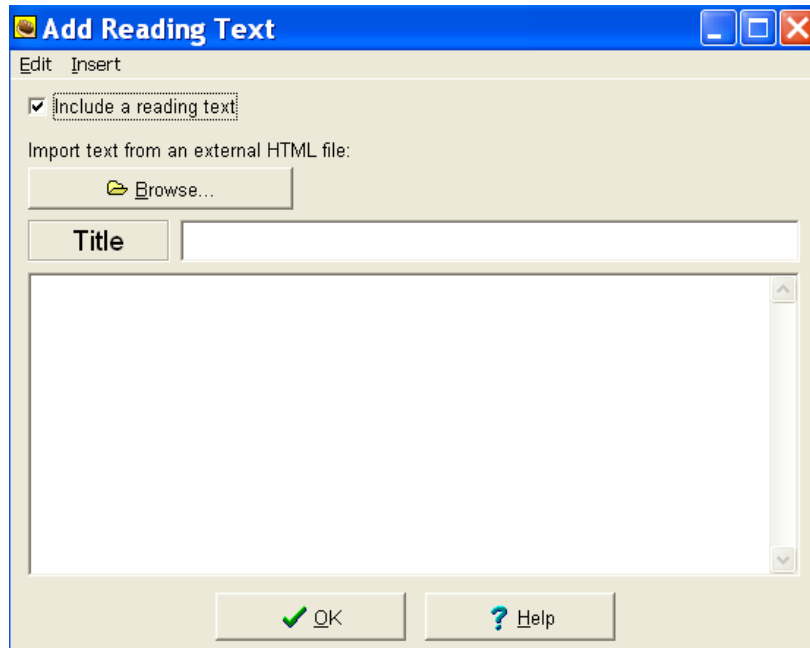 Add Reading Text
Edit Insert
Include a reading text
Import text from an external HTML file:
Browse...
Title
OK Help